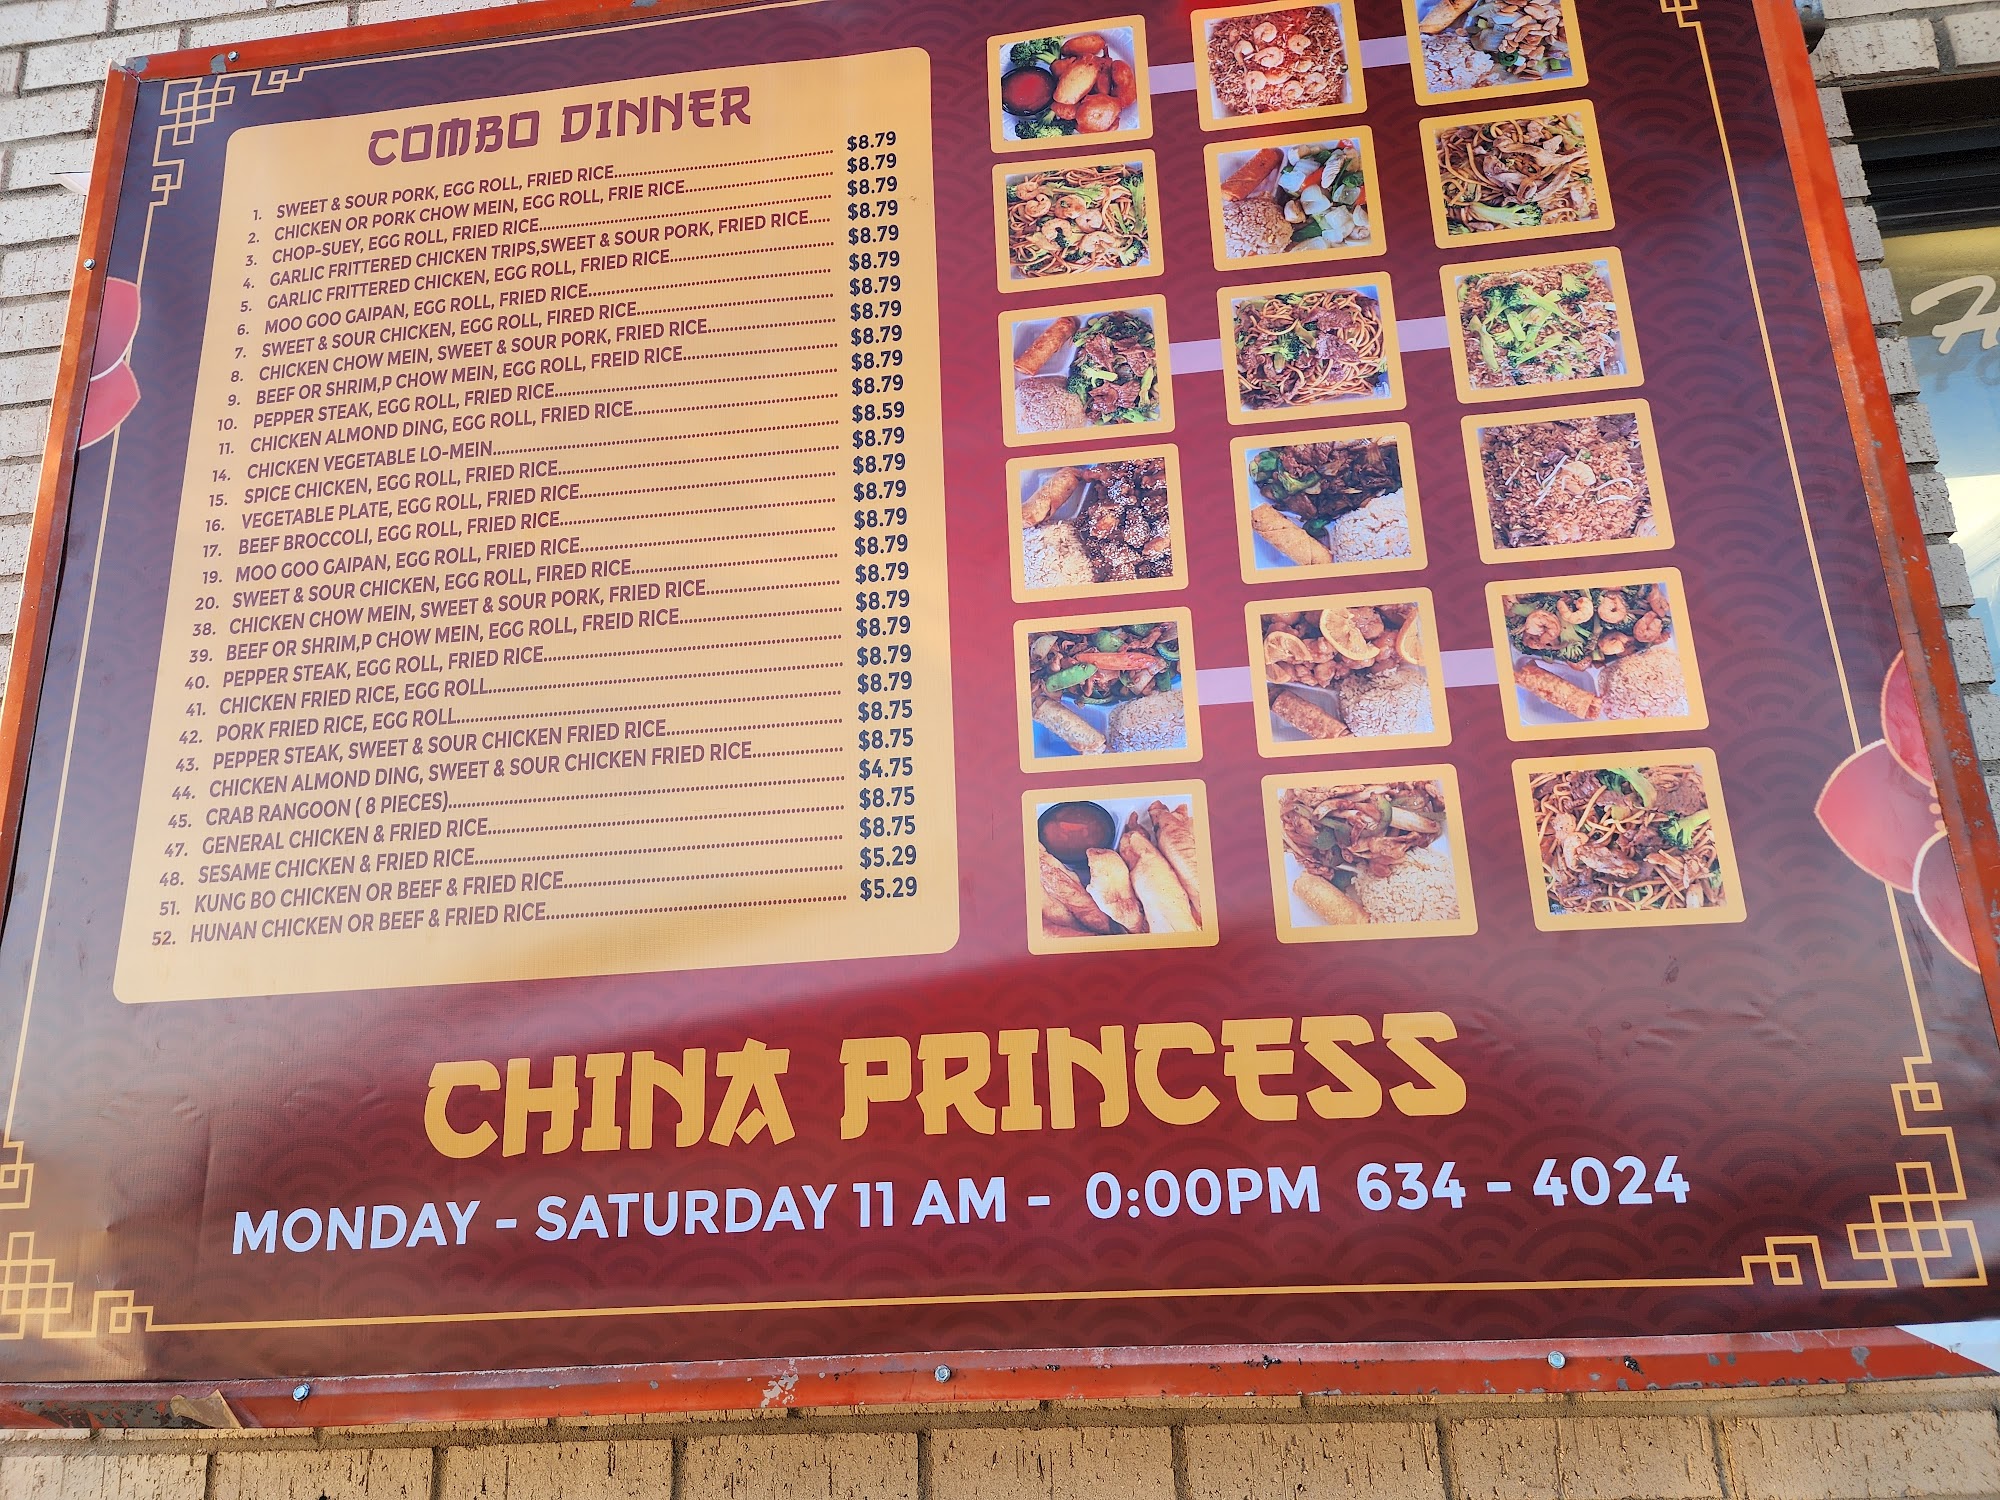 COMBO DINNER
1. SWEET & SOUR PORK, EGG ROLL, FRIED RICE $8.79
2. CHICKEN OR PORK CHOW MEIN, EGG ROLL, FRIE RICE $8.79
3. CHOP-SUEY, EGG ROLL, FRIED RICE $8.79
4. GARLIC FRITTERED CHICKEN TRIPS,SWEET & SOUR PORK, FRIED RICE $8.79
5. GARLIC FRITTERED CHICKEN, EGG ROLL, FRIED RICE $8.79
6. MOO GOO GAIPAN, EGG ROLL, FRIED RICE $8.79
7. SWEET & SOUR CHICKEN, EGG ROLL, FIRED RICE $8.79
8. CHICKEN CHOW MEIN, SWEET & SOUR PORK, FRIED RICE $8.79
9. BEEF OR SHRIM,P CHOW MEIN, EGG ROLL, FREID RICE $8.79
10. PEPPER STEAK, EGG ROLL, FRIED RICE $8.79
11. CHICKEN ALMOND DING, EGG ROLL, FRIED RICE $8.79
14. CHICKEN VEGETABLE LO-MEIN $8.59
15. SPICE CHICKEN, EGG ROLL, FRIED RICE $8.79
16. VEGETABLE PLATE, EGG ROLL, FRIED RICE $8.79
17. BEEF BROCCOLI, EGG ROLL, FRIED RICE $8.79
19. MOO GOO GAIPAN, EGG ROLL, FRIED RICE $8.79
20. SWEET & SOUR CHICKEN, EGG ROLL, FIRED RICE $8.79
38. CHICKEN CHOW MEIN, SWEET & SOUR PORK, FRIED RICE $8.79
39. BEEF OR SHRIM,P CHOW MEIN, EGG ROLL, FREID RICE $8.79
40. PEPPER STEAK, EGG ROLL, FRIED RICE $8.79
41. CHICKEN FRIED RICE, EGG ROLL $8.79
42. PORK FRIED RICE, EGG ROLL $8.79
43. PEPPER STEAK, SWEET & SOUR CHICKEN FRIED RICE $8.75
44. CHICKEN ALMOND DING, SWEET & SOUR CHICKEN FRIED RICE $8.75
45. CRAB RANGOON ( 8 PIECES) $4.75
47. GENERAL CHICKEN & FRIED RICE $8.75
48. SESAME CHICKEN & FRIED RICE $8.75
51. KUNG BO CHICKEN OR BEEF & FRIED RICE $5.29
52. HUNAN CHICKEN OR BEEF & FRIED RICE $5.29
CHINA PRINCESS
MONDAY - SATURDAY 11 AM - 0:00PM 634 - 4024